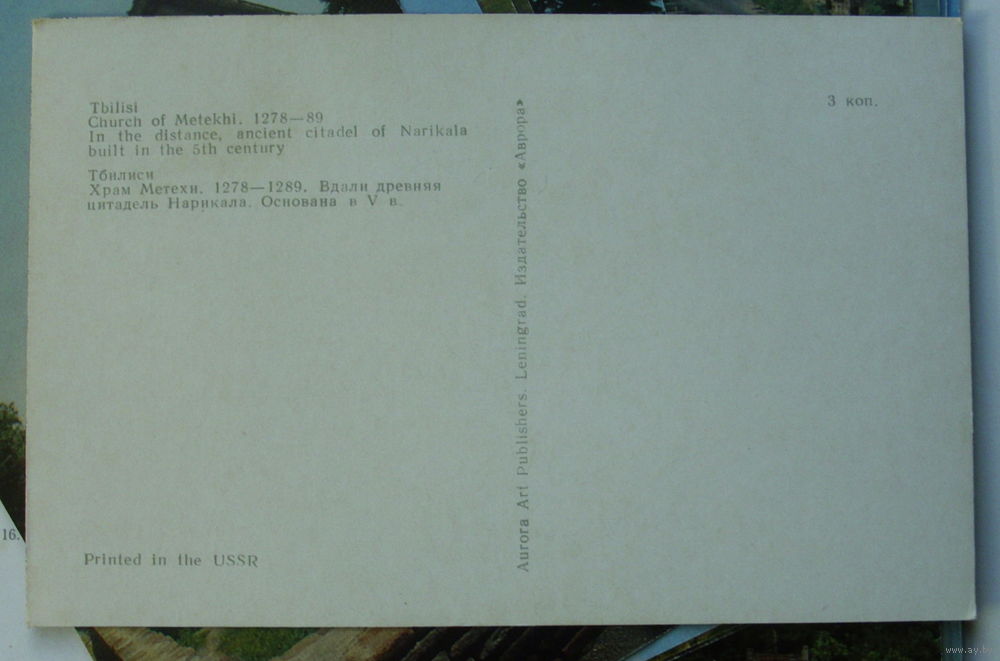 Tbilisi
Church of Metekhi. 1278—89
In the distance, ancient citadel of Narikala
built in the 5th century
Тбилиси
Храм Метехи. 1278—1289. Вдали древняя
цитадель Нарикала. Основана в V в.
Printed in the USSR
Aurora Art Publishers. Leningrad. Издательство «Аврора»
3 коп.
16.
www.ay.by